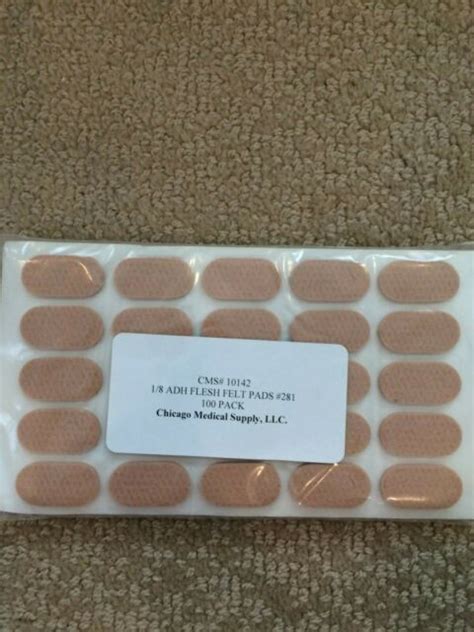 CMS# 10142
1/8 ADH FLESH FELT PADS #281
100 PACK
Chicago Medical Supply, LLC.